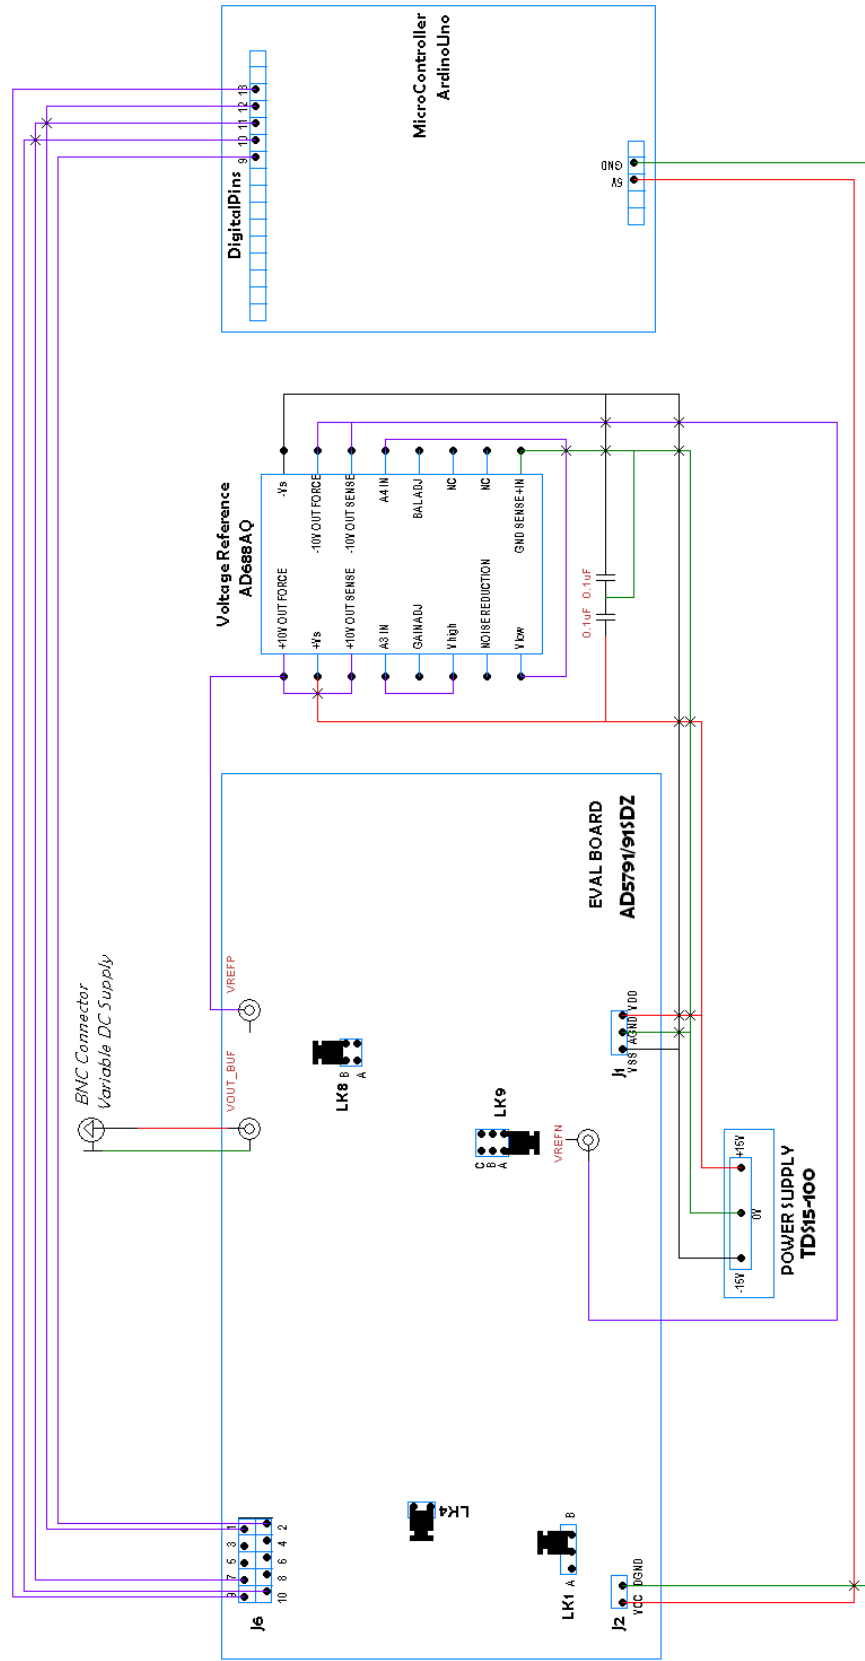 MicroController
ArdinoUno
DigitalPins
13
12
11
10
9
GND
5V
Voltage Reference
AD688AQ
-Vs
-10V OUT FORCE
-10V OUT SENSE
A4 IN
BAL ADJ
NC
NC
GND SENSE +IN
+10V OUT FORCE
+Vs
+10V OUT SENSE
A3 IN
GAIN ADJ
V high
NOISE REDUCTION
V low
0.1uF
0.1uF
EVAL BOARD
AD5791/91SDZ
BNC Connector
Variable DC Supply
VREFP
VOUT_BUF
LK8
B
A
LK9
C
B
A
VREFN
J1
VDD
AGND
VSS
POWER SUPPLY
TDS15-100
+15V
0V
-15V
LK4
LK1
A
B
J2
VCC
DGND
J6
1
3
5
7
9
2
4
6
8
10